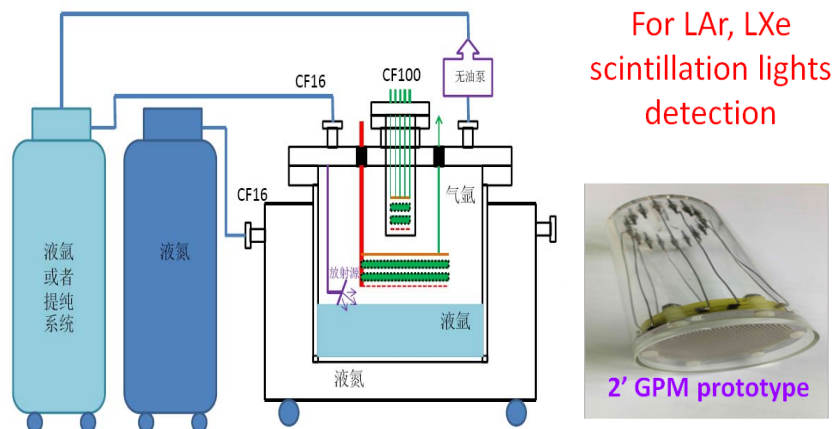 For LAr, LXe
scintillation lights
detection
CF16
CF100
无油泵
CF16
气氩
液氩
或者
提纯
系统
液氮
放射源
液氩
液氮
2' GPM prototype